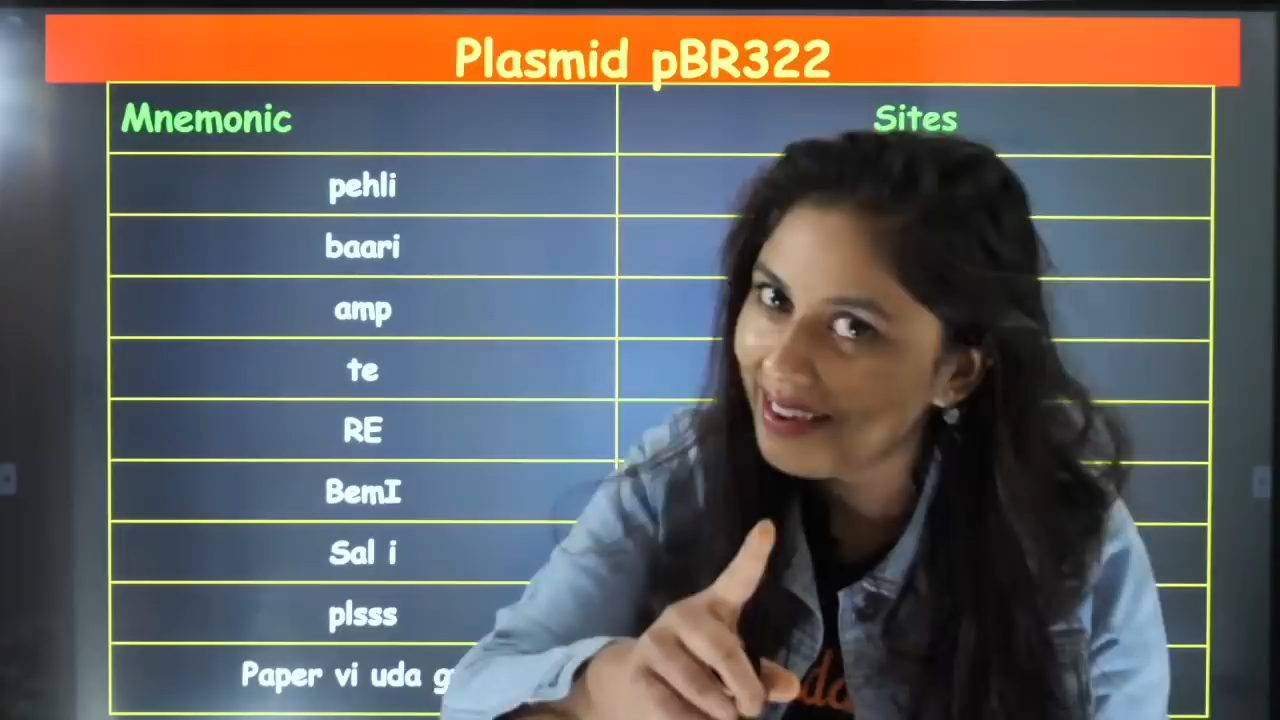 Plasmid pBR322
Mnemonic Sites
pehli
baari
amp
te
RE
BemI
Sal i
plsss
Paper vi uda